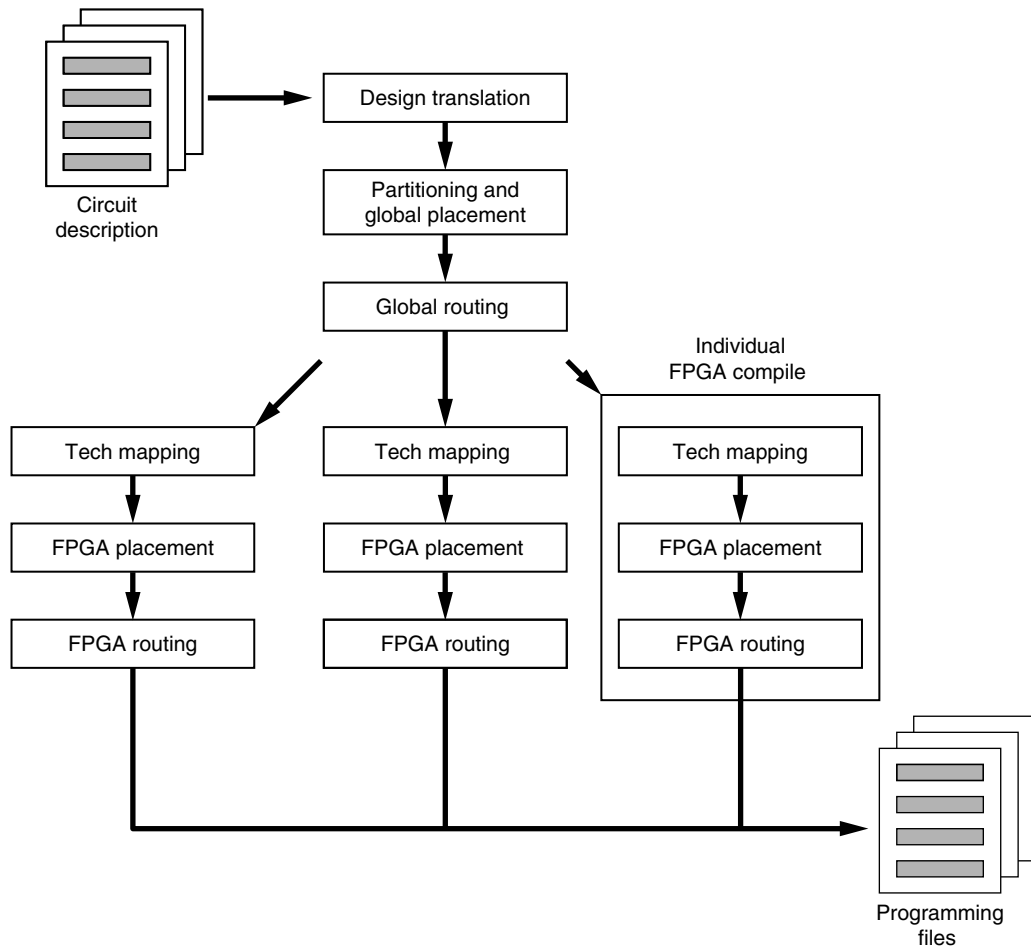 Design translation
Circuit
description
Partitioning and
global placement
Global routing
Individual
FPGA compile
Tech mapping
Tech mapping
Tech mapping
FPGA placement
FPGA placement
FPGA placement
FPGA routing
FPGA routing
FPGA routing
Programming
files